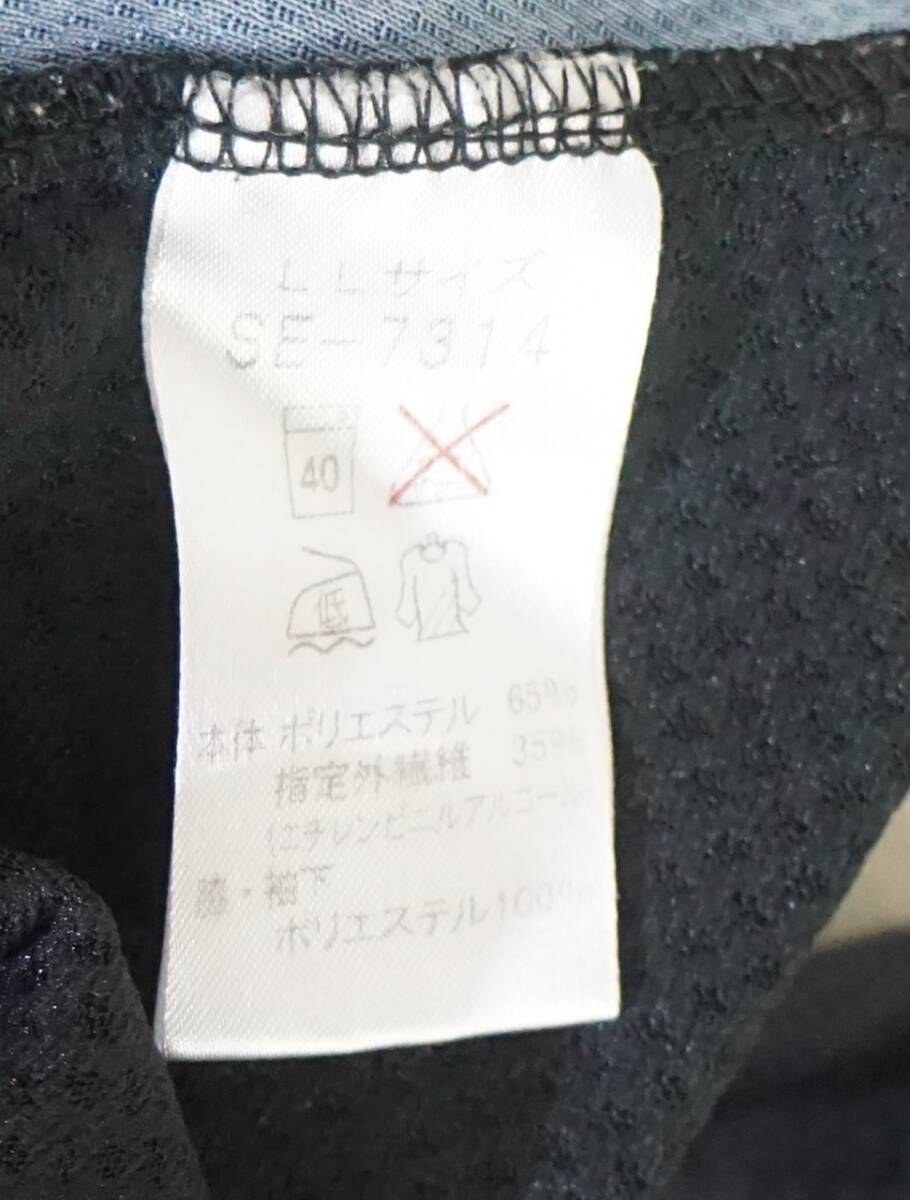 LLサイズ
SE-7314
40
低
本体 ポリエステル 65%
指定外繊維 35%
(エチレンビニルアルコール
脇・袖下
ポリエステル100%